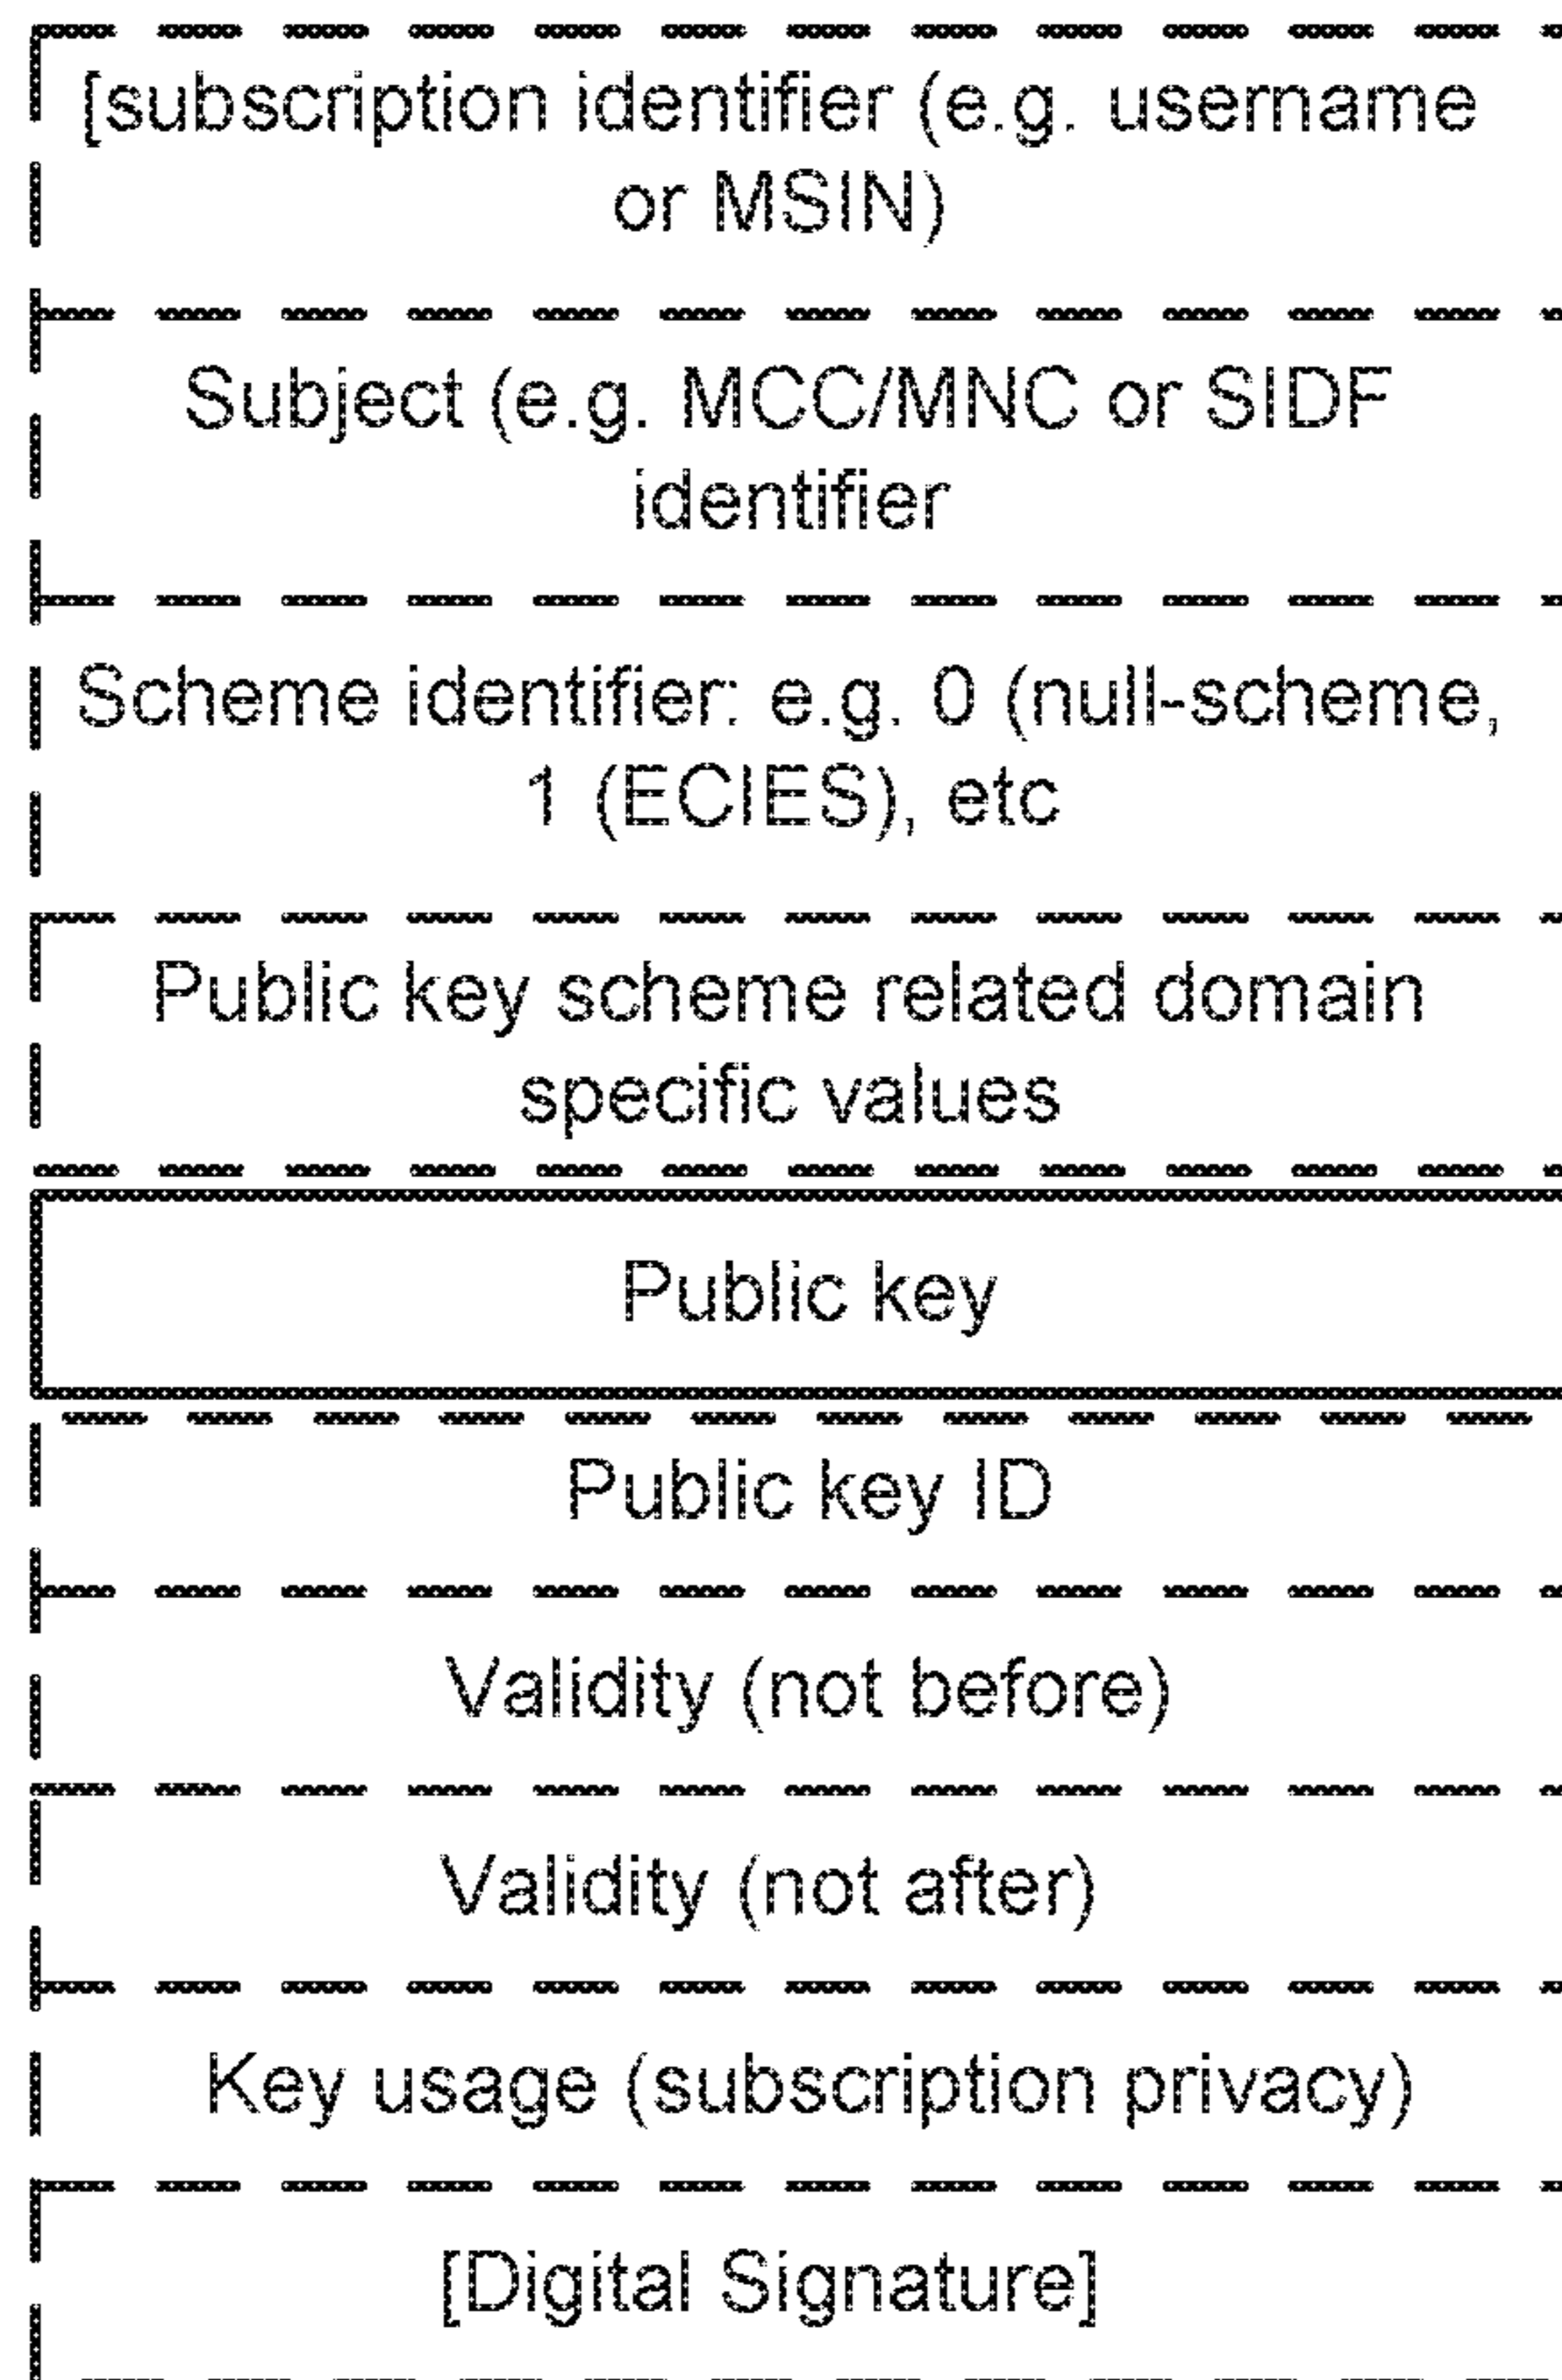 [subscription identifier (e.g. username
or MSIN)
Subject (e.g. MCC/MNC or SIDF
identifier
Scheme identifier: e.g. 0 (null-scheme,
1 (ECIES), etc
Public key scheme related domain
specific values
Public key
Public key ID
Validity (not before)
Validity (not after)
Key usage (subscription privacy)
[Digital Signature]